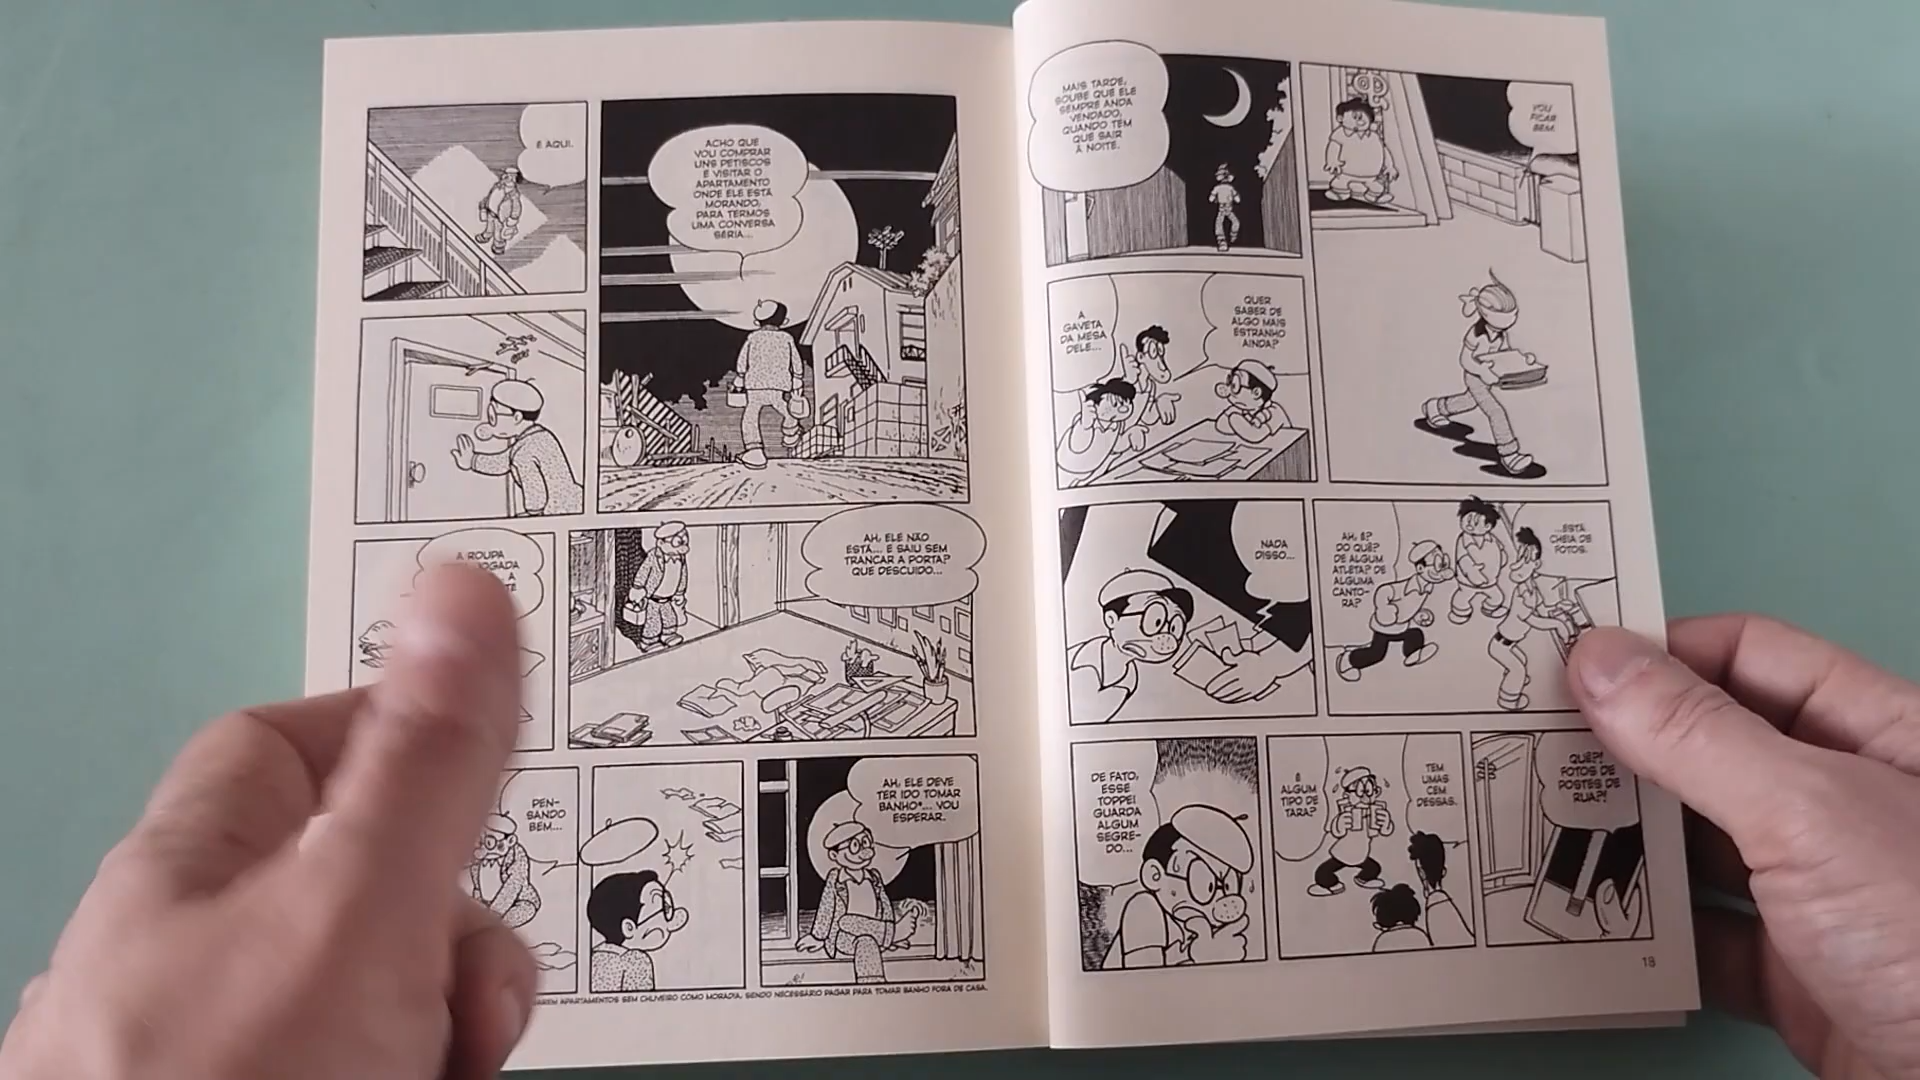 VOU
FICAR
BEM.
MAIS TARDE,
SOUBE QUE ELE
SEMPRE ANDA
VENDADO,
QUANDO TEM
QUE SAIR
À NOITE.
QUER
SABER DE
ALGO MAIS
ESTRANHO
AINDA?
A
GAVETA
DA MESA
DELE...
...ESTÁ
CHEIA DE
FOTOS.
AH, É?
DO QUÊ?
DE ALGUM
ATLETA? DE
ALGUMA
CANTO-
RA?
NADA
DISSO...
QUÊ?!
FOTOS DE
POSTES DE
RUA?!
TEM
UMAS
CEM
DESSAS.
É
ALGUM
TIPO DE
TARA?
DE FATO,
ESSE
TOPPEI
GUARDA
ALGUM
SEGRE-
DO...
18
ACHO QUE
VOU COMPRAR
UNS PETISCOS
E VISITAR O
APARTAMENTO
ONDE ELE ESTÁ
MORANDO,
PARA TERMOS
UMA CONVERSA
SÉRIA...
É AQUI.
AH, ELE NÃO
ESTÁ... E SAIU SEM
TRANCAR A PORTA?
QUE DESCUIDO...
A ROUPA
JOGADA
A
AH, ELE DEVE
TER IDO TOMAR
BANHO*... VOU
ESPERAR.
PEN-
SANDO
BEM...
APARTAMENTOS SEM CHUVEIRO COMO MORADIA, SENDO NECESSÁRIO PAGAR PARA TOMAR BANHO FORA DE CASA.